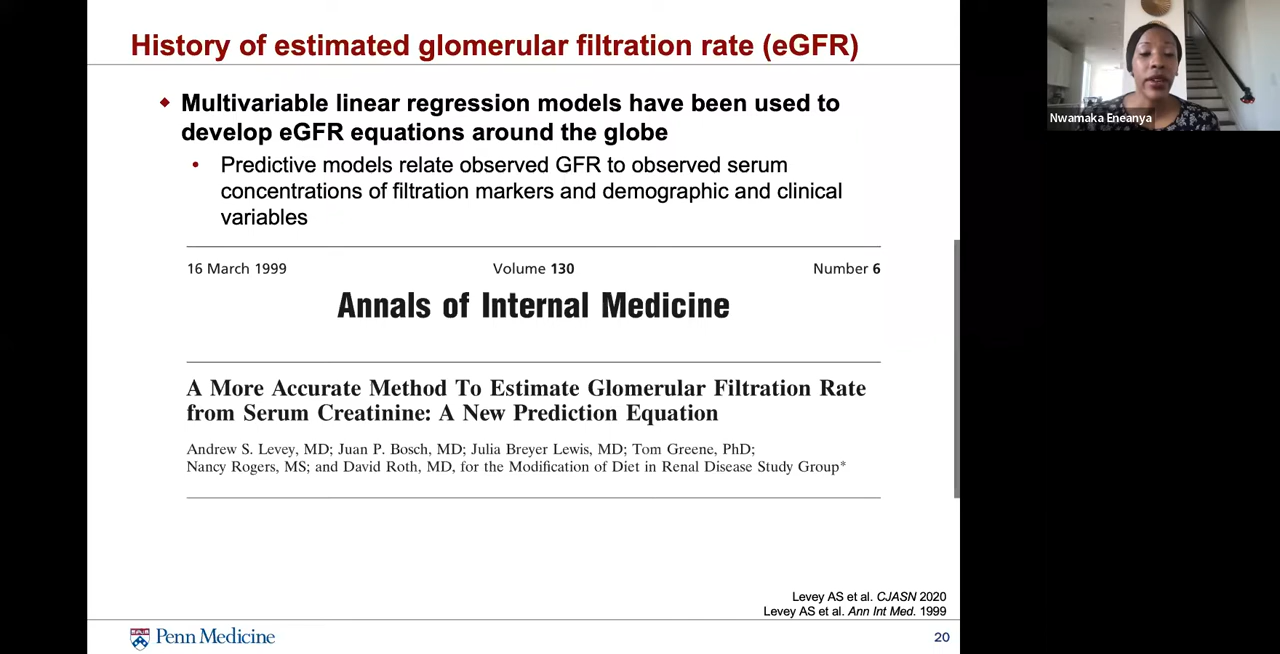 History of estimated glomerular filtration rate (eGFR)
Multivariable linear regression models have been used to
develop eGFR equations around the globe
Predictive models relate observed GFR to observed serum
concentrations of filtration markers and demographic and clinical
variables
16 March 1999 Volume 130 Number 6
Annals of Internal Medicine
A More Accurate Method To Estimate Glomerular Filtration Rate
from Serum Creatinine: A New Prediction Equation
Andrew S. Levey, MD; Juan P. Bosch, MD; Julia Breyer Lewis, MD; Tom Greene, PhD;
Nancy Rogers, MS; and David Roth, MD, for the Modification of Diet in Renal Disease Study Group*
Levey AS et al. CJASN 2020
Levey AS et al. Ann Int Med. 1999
Penn Medicine
20
Nwamaka Eneanya